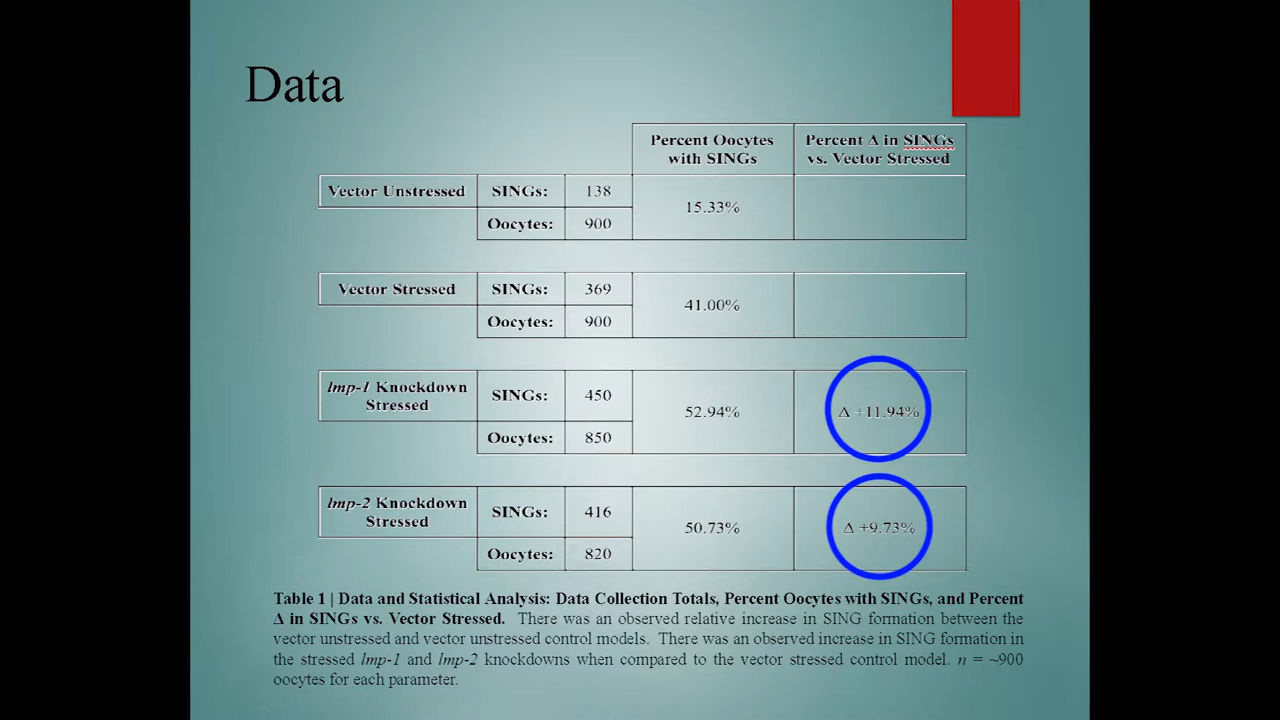 Data
Percent Oocytes
with SINGs
Percent Δ in SINGs
vs. Vector Stressed
Vector Unstressed
SINGs:
138
15.33%
Oocytes:
900
Vector Stressed
SINGs:
369
41.00%
Oocytes:
900
lmp-1 Knockdown
Stressed
SINGs:
450
52.94%
Δ +11.94%
Oocytes:
850
lmp-2 Knockdown
Stressed
SINGs:
416
50.73%
Δ +9.73%
Oocytes:
820
Table 1 | Data and Statistical Analysis: Data Collection Totals, Percent Oocytes with SINGs, and Percent
Δ in SINGs vs. Vector Stressed. There was an observed relative increase in SING formation between the
vector unstressed and vector unstressed control models. There was an observed increase in SING formation in
the stressed lmp-1 and lmp-2 knockdowns when compared to the vector stressed control model. n = ~900
oocytes for each parameter.